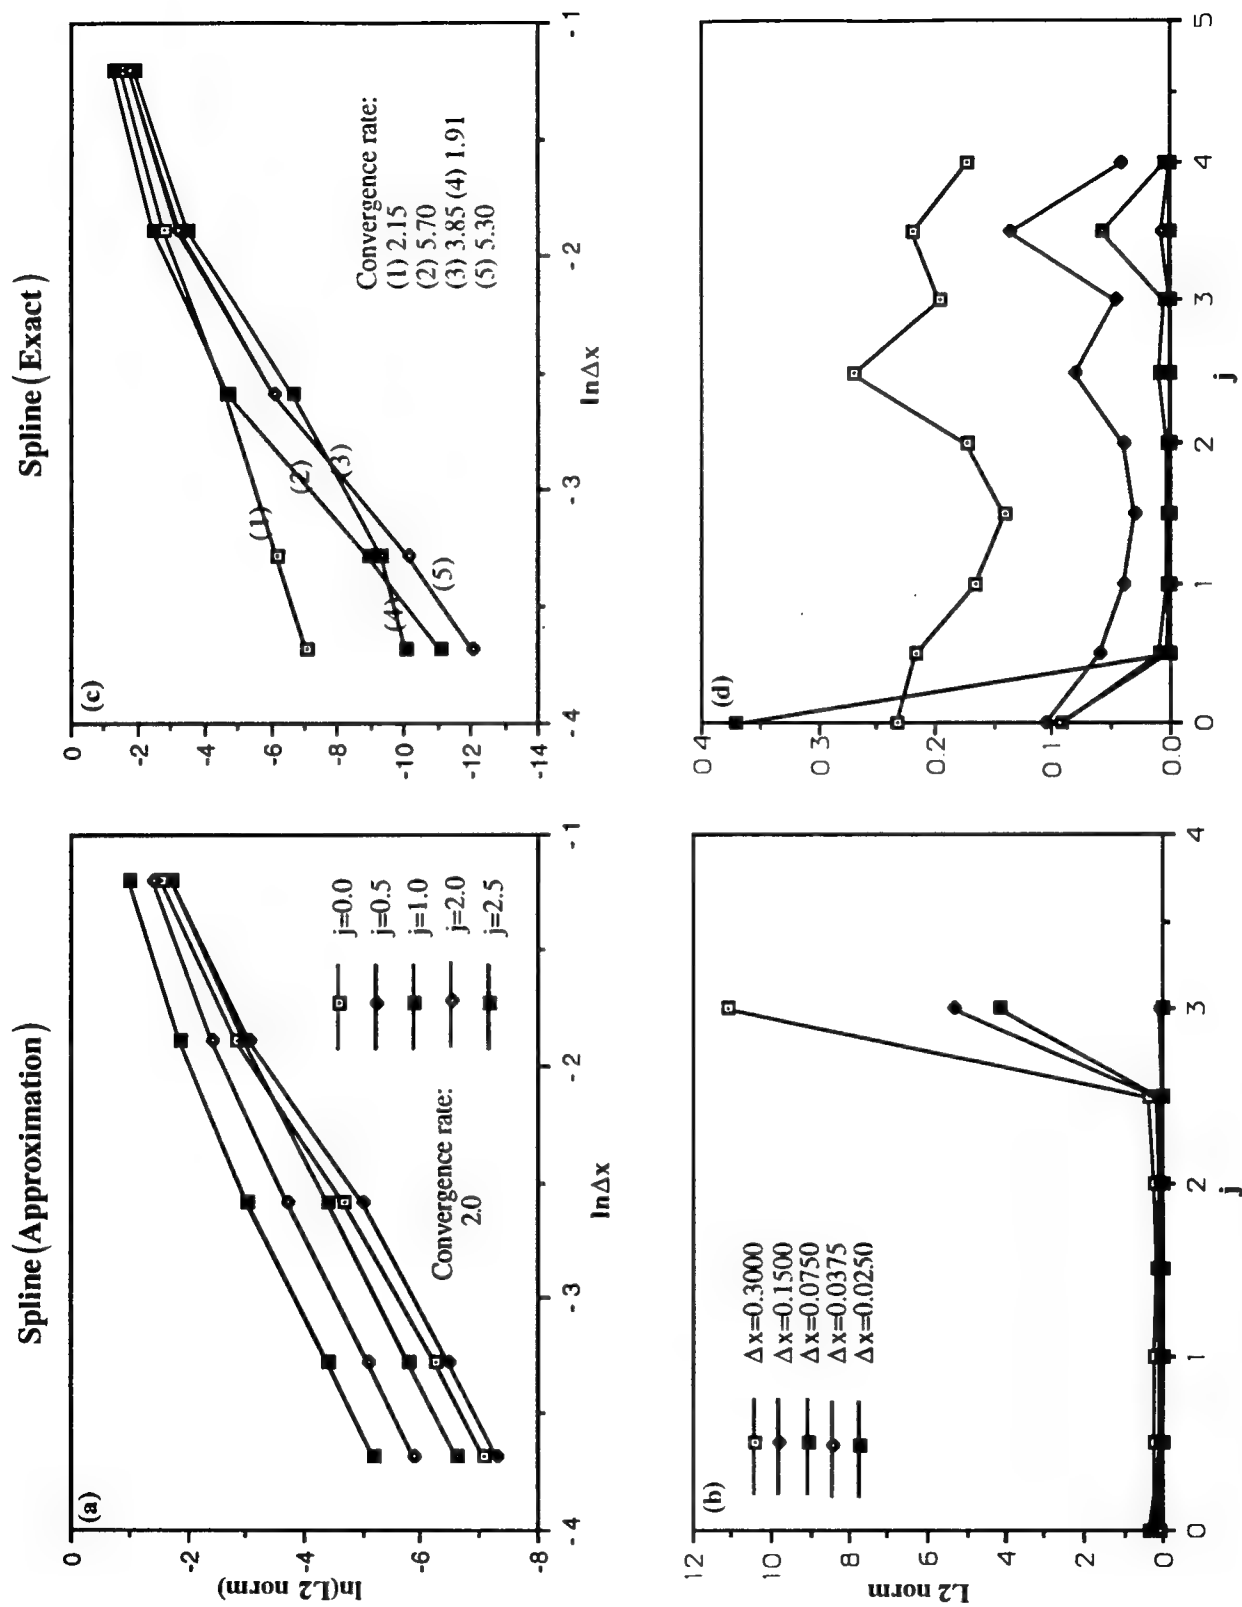 Spline(Approximation)
(a)
0
-2
-4
-6
-8
ln(L2 norm)
-4
-3
-2
-1
lnΔx
Convergence rate:
2.0
j=0.0
j=0.5
j=1.0
j=2.0
j=2.5
Spline(Exact)
(c)
0
-2
-4
-6
-8
-10
-12
-14
-4
-3
-2
-1
lnΔx
(1)
(2)
(3)
(4)
(5)
Convergence rate:
(1) 2.15
(2) 5.70
(3) 3.85 (4) 1.91
(5) 5.30
(b)
12
10
8
6
4
2
0
L2 norm
0
1
2
3
4
j
Δx=0.3000
Δx=0.1500
Δx=0.0750
Δx=0.0375
Δx=0.0250
(d)
0.4
0.3
0.2
0.1
0.0
0
1
2
3
4
5
j